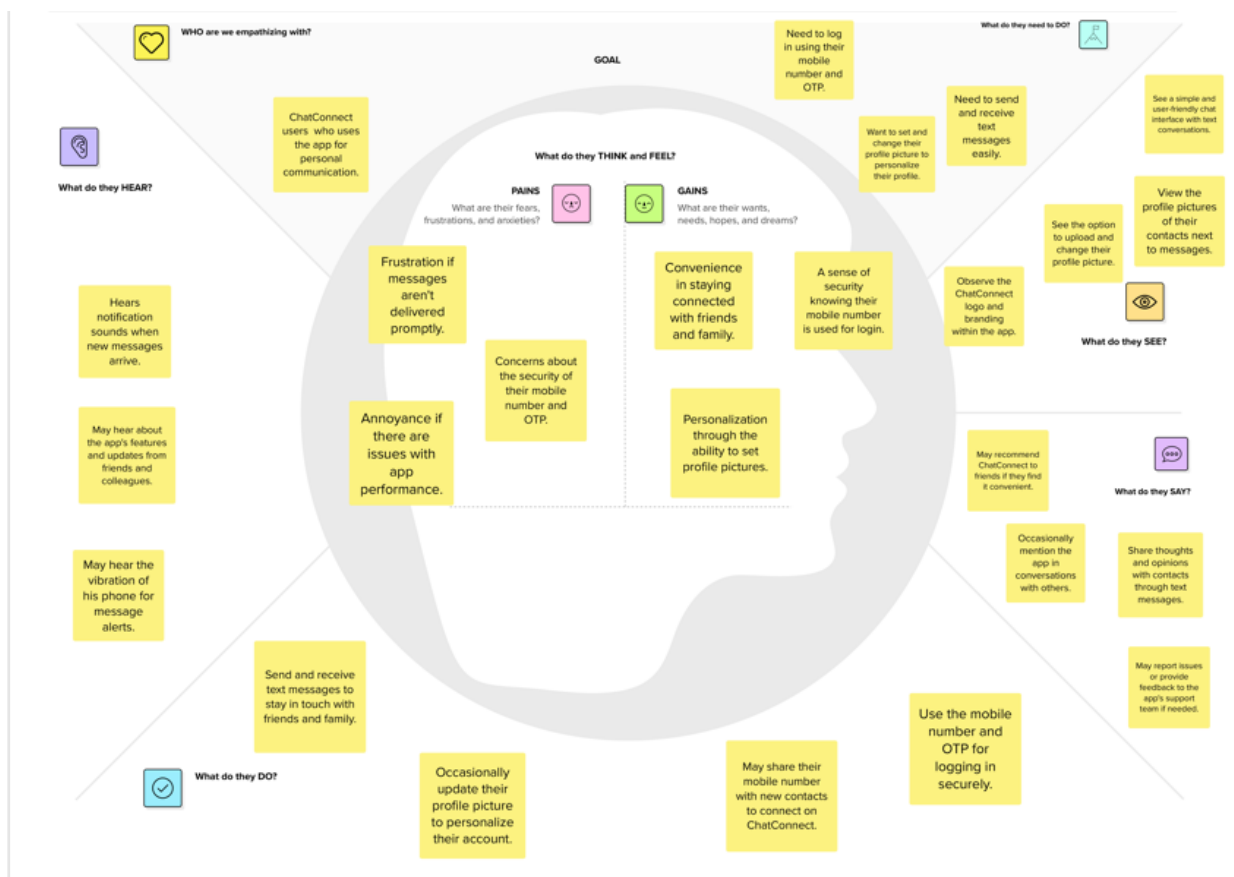 WHO are we empathizing with?
GOAL
ChatConnect
users who uses
the app for
personal
communication.
What do they need to DO?
Need to log
in using their
mobile
number and
OTP.
Want to set and
change their
profile picture to
personalize
their profile.
Need to send
and receive
text
messages
easily.
What do they HEAR?
Hears
notification
sounds when
new messages
arrive.
May hear about
the app's features
and updates from
friends and
colleagues.
May hear the
vibration of
his phone for
message
alerts.
What do they THINK and FEEL?
PAINS
What are their fears,
frustrations, and anxieties?
Frustration if
messages
aren't
delivered
promptly.
Concerns about
the security of
their mobile
number and
OTP.
Annoyance if
there are
issues with
app
performance.
GAINS
What are their wants,
needs, hopes, and dreams?
Convenience
in staying
connected
with friends
and family.
A sense of
security
knowing their
mobile number
is used for login.
Personalization
through the
ability to set
profile pictures.
See a simple and
user-friendly chat
interface with text
conversations.
View the
profile pictures
of their
contacts next
to messages.
See the option
to upload and
change their
profile picture.
Observe the
ChatConnect
logo and
branding
within the app.
What do they SEE?
May recommend
ChatConnect to
friends if they find
it convenient.
What do they SAY?
Occasionally
mention the
app in
conversations
with others.
Share thoughts
and opinions
with contacts
through text
messages.
May report issues
or provide
feedback to the
app's support
team if needed.
What do they DO?
Send and receive
text messages to
stay in touch with
friends and family.
Occasionally
update their
profile picture
to personalize
their account.
May share their
mobile number
with new contacts
to connect on
ChatConnect.
Use the mobile
number and
OTP for
logging in
securely.